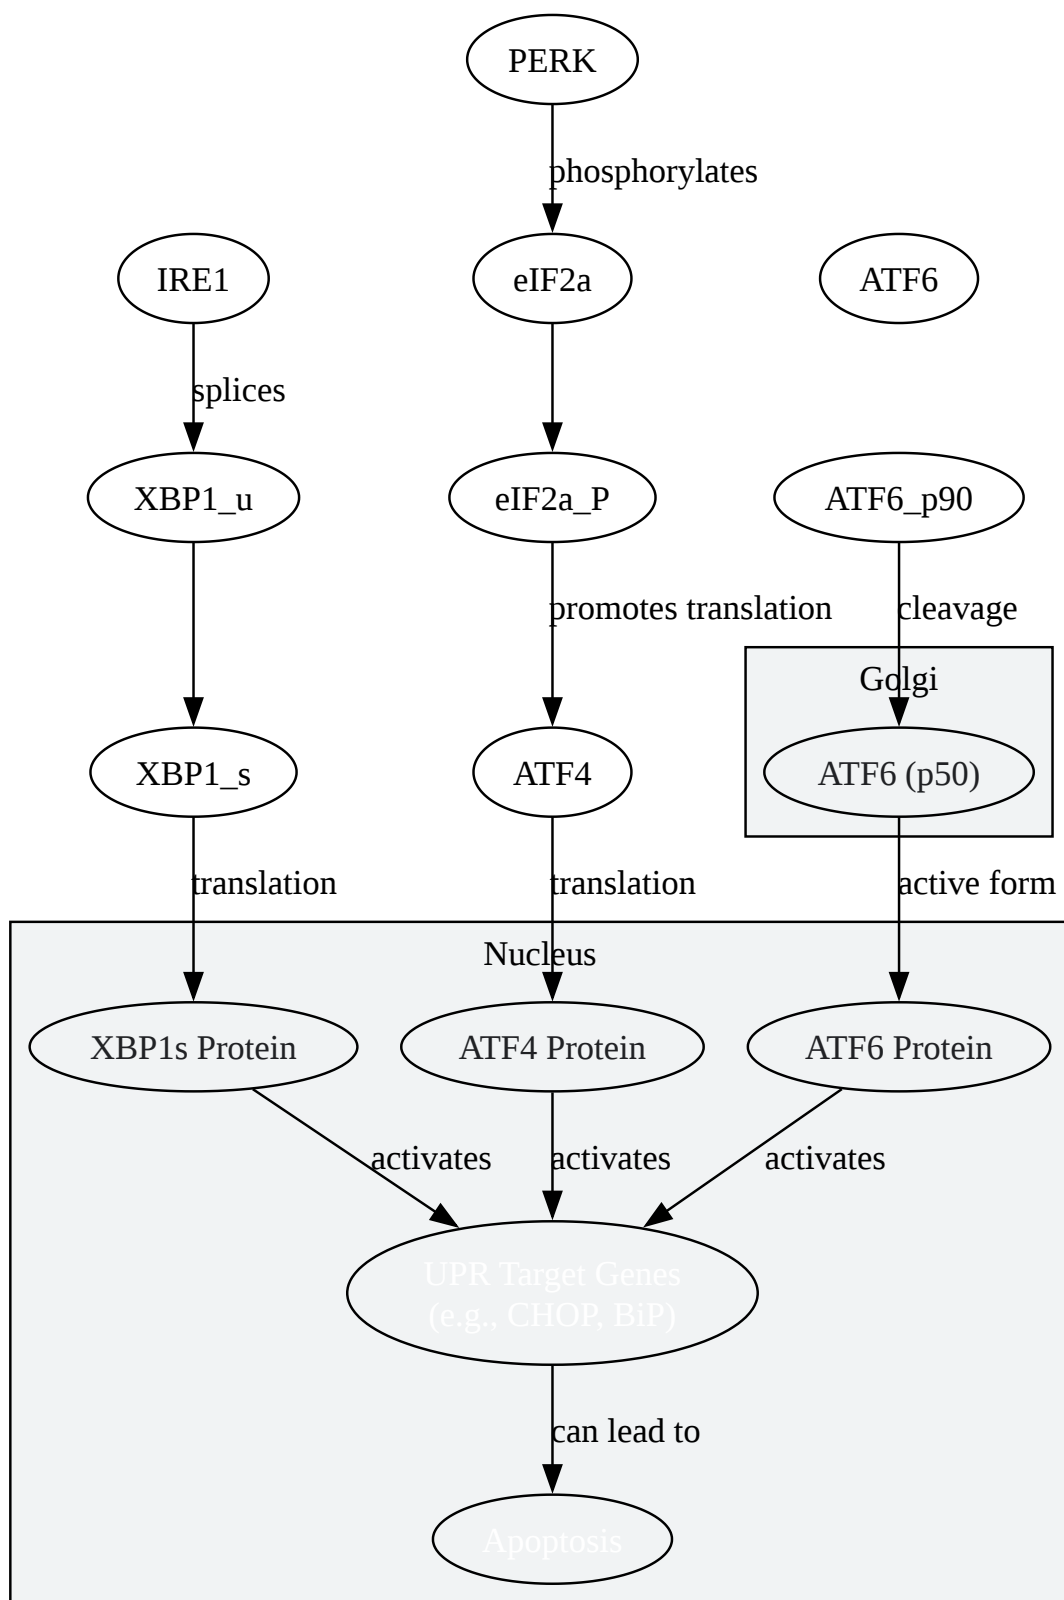 PERK
phosphorylates
IRE1
eIF2a
ATF6
splices
XBP1_u
eIF2a_P
ATF6_p90
promotes translation
cleavage
Golgi
XBP1_s
ATF4
ATF6 (p50)
translation
translation
active form
Nucleus
XBP1s Protein
ATF4 Protein
ATF6 Protein
activates
activates
activates
UPR Target Genes
(e.g., CHOP, BiP)
can lead to
Apoptosis